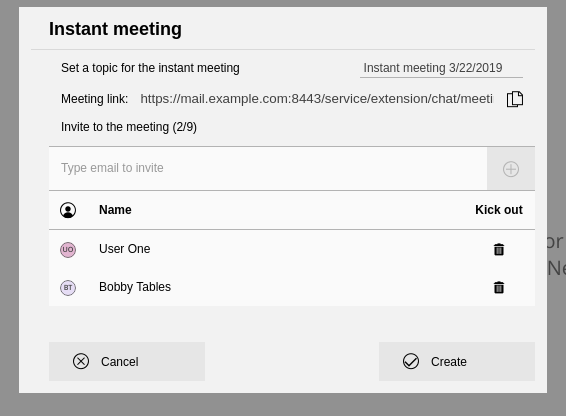 Instant meeting
Set a topic for the instant meeting Instant meeting 3/22/2019
Meeting link: https://mail.example.com:8443/service/extension/chat/meeti
Invite to the meeting (2/9)
Type email to invite
Name Kick out
UO User One
BT Bobby Tables
Cancel Create
or
Ne